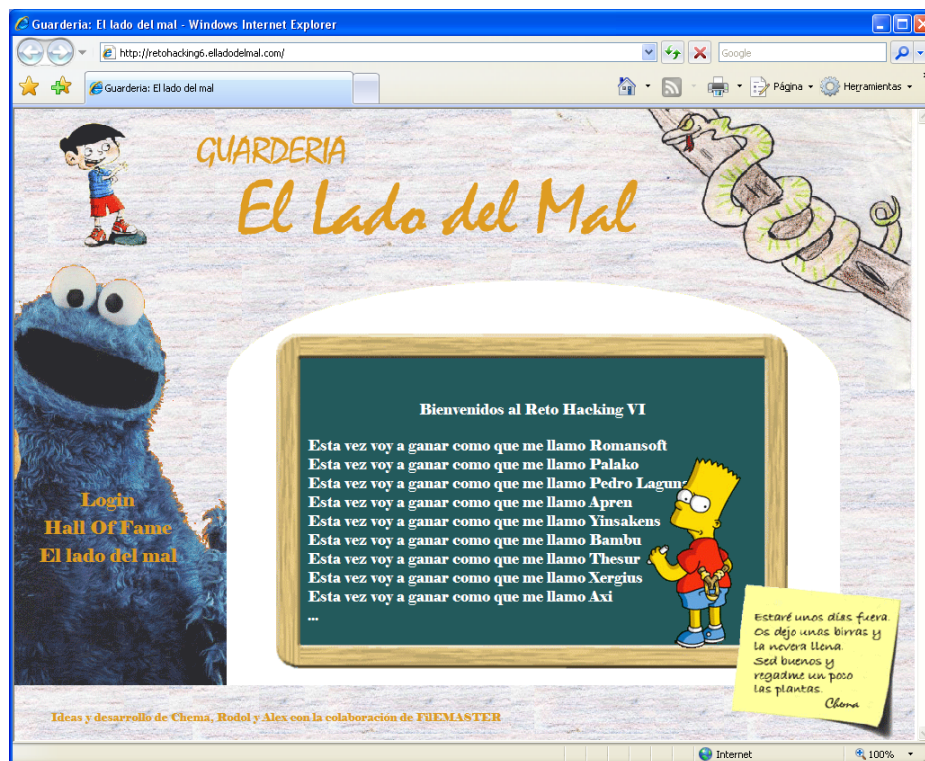 Guarderia: El lado del mal - Windows Internet Explorer
http://retohacking6.elladodelmal.com/
Google
Guarderia: El lado del mal
Página
Herramientas
GUARDERIA
El Lado del Mal
Bienvenidos al Reto Hacking VI
Esta vez voy a ganar como que me llamo Romansoft
Esta vez voy a ganar como que me llamo Palako
Esta vez voy a ganar como que me llamo Pedro Laguna
Esta vez voy a ganar como que me llamo Apren
Esta vez voy a ganar como que me llamo Yinsakens
Esta vez voy a ganar como que me llamo Bambu
Esta vez voy a ganar como que me llamo Thesur
Esta vez voy a ganar como que me llamo Xergius
Esta vez voy a ganar como que me llamo Axi
...
Login
Hall Of Fame
El lado del mal
Estaré unos días fuera.
Os dejo unas birras y
la nevera llena.
Sed buenos y
regadme un poco
las plantas.
Chema
Ideas y desarrollo de Chema, Rodol y Alex con la colaboración de FiIEMASTER
Internet
100%